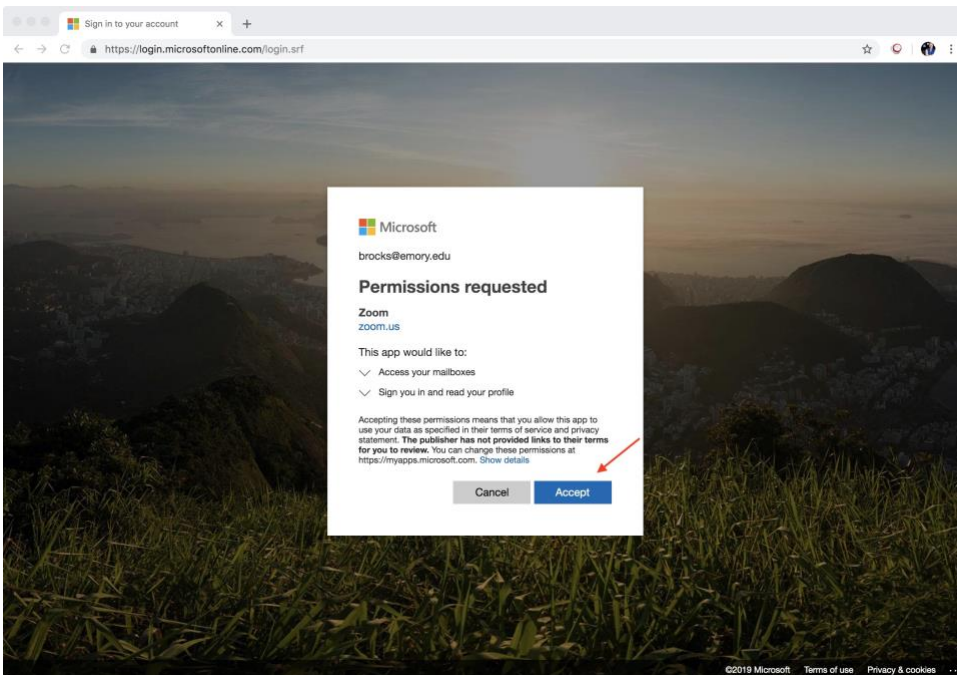 Sign in to your account
https://login.microsoftonline.com/login.srf
Microsoft
brocks@emory.edu
Permissions requested
Zoom
zoom.us
This app would like to:
Access your mailboxes
Sign you in and read your profile
Accepting these permissions means that you allow this app to
use your data as specified in their terms of service and privacy
statement. The publisher has not provided links to their terms
for you to review. You can change these permissions at
https://myapps.microsoft.com. Show details
Cancel Accept
©2019 Microsoft Terms of use Privacy & cookies